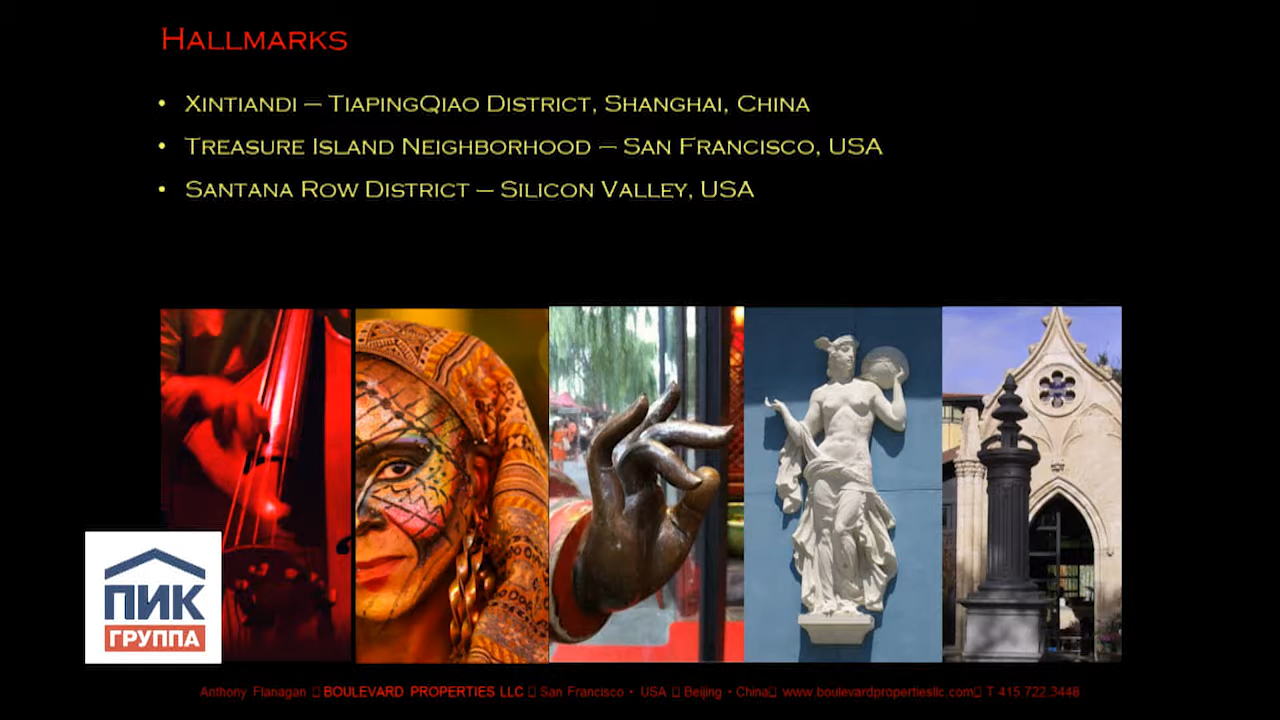 HALLMARKS
• XINTIANDI – TIAPINGQIAO DISTRICT, SHANGHAI, CHINA
• TREASURE ISLAND NEIGHBORHOOD – SAN FRANCISCO, USA
• SANTANA ROW DISTRICT – SILICON VALLEY, USA
ПИК
ГРУППА
Anthony Flanagan □ BOULEVARD PROPERTIES LLC □ San Francisco • USA □ Beijing • China□ www.boulevardpropertiesllc.com□ T 415.722.3448